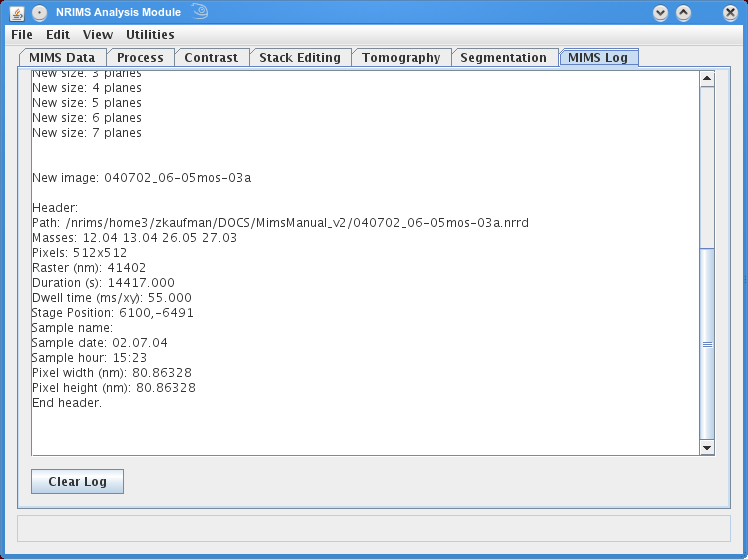 NRIMS Analysis Module
File Edit View Utilities
MIMS Data Process Contrast Stack Editing Tomography Segmentation MIMS Log
New size: 3 planes
New size: 4 planes
New size: 5 planes
New size: 6 planes
New size: 7 planes
New image: 040702_06-05mos-03a
Header:
Path: /nrims/home3/zkaufman/DOCS/MimsManual_v2/040702_06-05mos-03a.nrrd
Masses: 12.04 13.04 26.05 27.03
Pixels: 512x512
Raster (nm): 41402
Duration (s): 14417.000
Dwell time (ms/xy): 55.000
Stage Position: 6100,-6491
Sample name:
Sample date: 02.07.04
Sample hour: 15:23
Pixel width (nm): 80.86328
Pixel height (nm): 80.86328
End header.
Clear Log